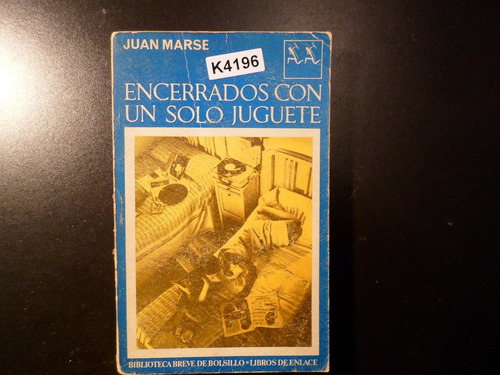 JUAN MARSE
K4196
ENCERRADOS CON
UN SOLO JUGUETE
BIBLIOTECA BREVE DE BOLSILLO • LIBROS DE ENLACE